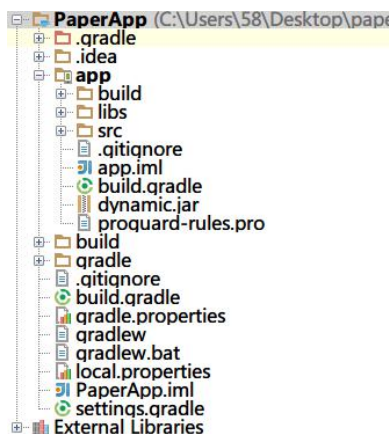 PaperApp (C:\Users\58\Desktop\pape
.gradle
.idea
app
build
libs
src
.gitignore
app.iml
build.gradle
dynamic.jar
proguard-rules.pro
build
gradle
.gitignore
build.gradle
gradle.properties
gradlew
gradlew.bat
local.properties
PaperApp.iml
settings.gradle
External Libraries